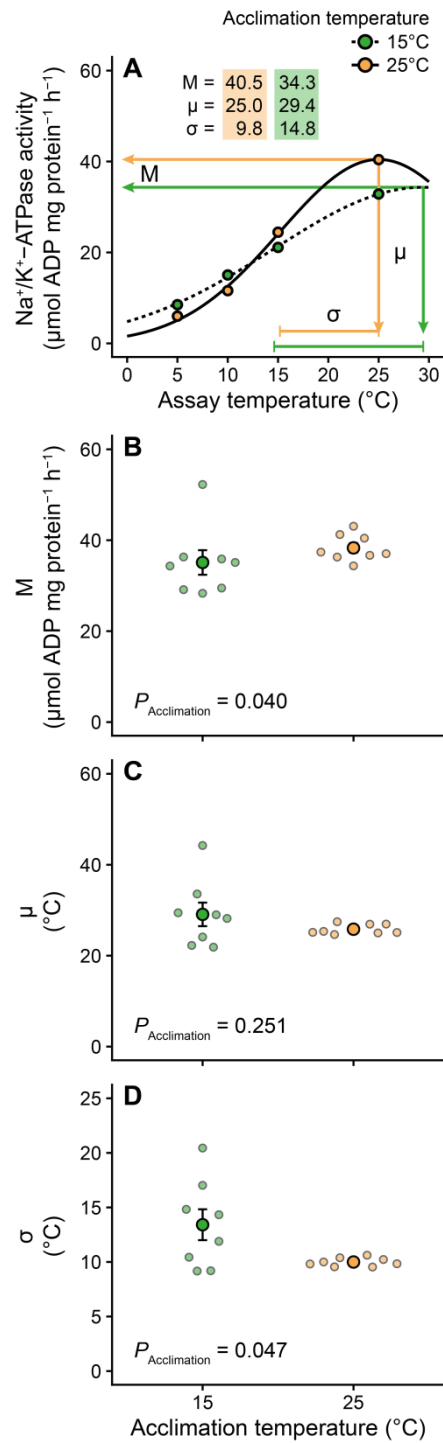 Acclimation temperature
15°C
25°C
A
M = 40.5 34.3
μ = 25.0 29.4
σ = 9.8 14.8
Na⁺/K⁺–ATPase activity
(μmol ADP mg protein⁻¹ h⁻¹)
60
40
20
0
M
μ
σ
0 5 10 15 20 25 30
Assay temperature (°C)
B
M
(μmol ADP mg protein⁻¹ h⁻¹)
60
40
20
0
P Acclimation = 0.040
C
μ
(°C)
60
40
20
0
P Acclimation = 0.251
D
σ
(°C)
25
20
15
10
5
0
P Acclimation = 0.047
15 25
Acclimation temperature (°C)